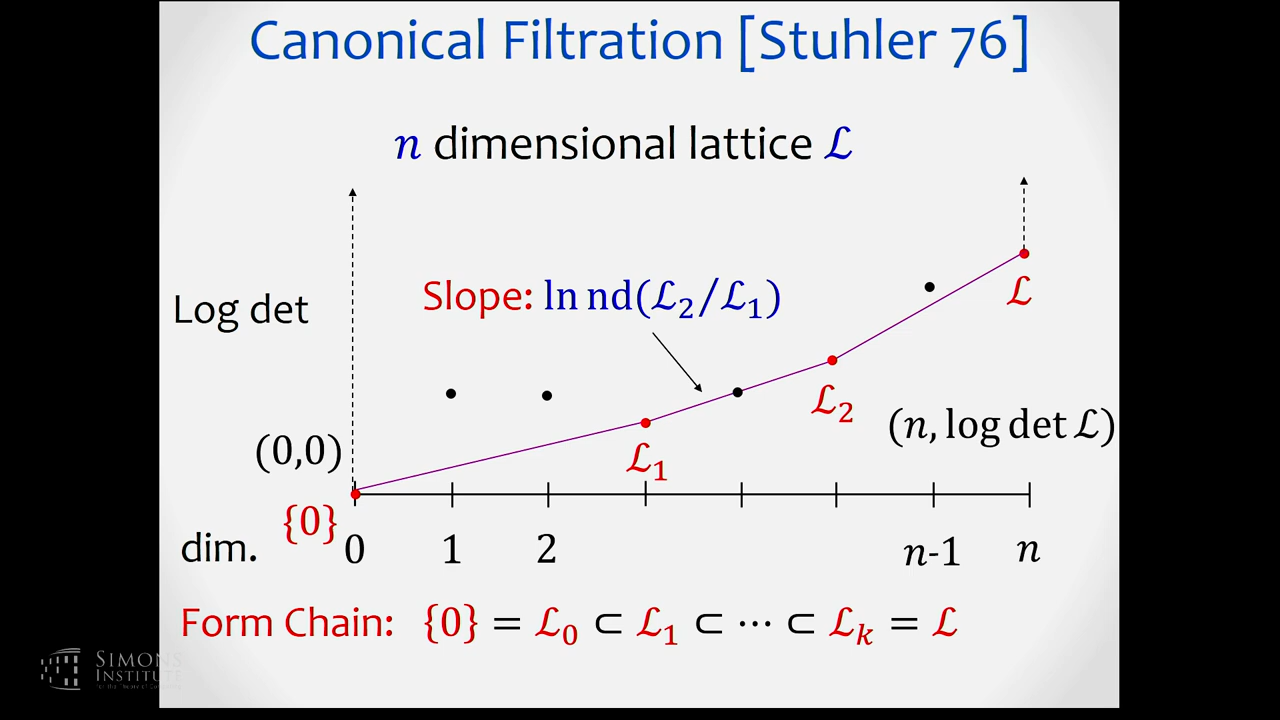 Canonical Filtration [Stuhler 76]
n dimensional lattice ℒ
Slope: ln nd(ℒ₂/ℒ₁)
Log det
ℒ
ℒ₂
(n, log det ℒ)
(0,0)
ℒ₁
{0}
dim. 0 1 2 n-1 n
Form Chain: {0} = ℒ₀ ⊂ ℒ₁ ⊂ ⋯ ⊂ ℒₖ = ℒ
SIMONS
INSTITUTE